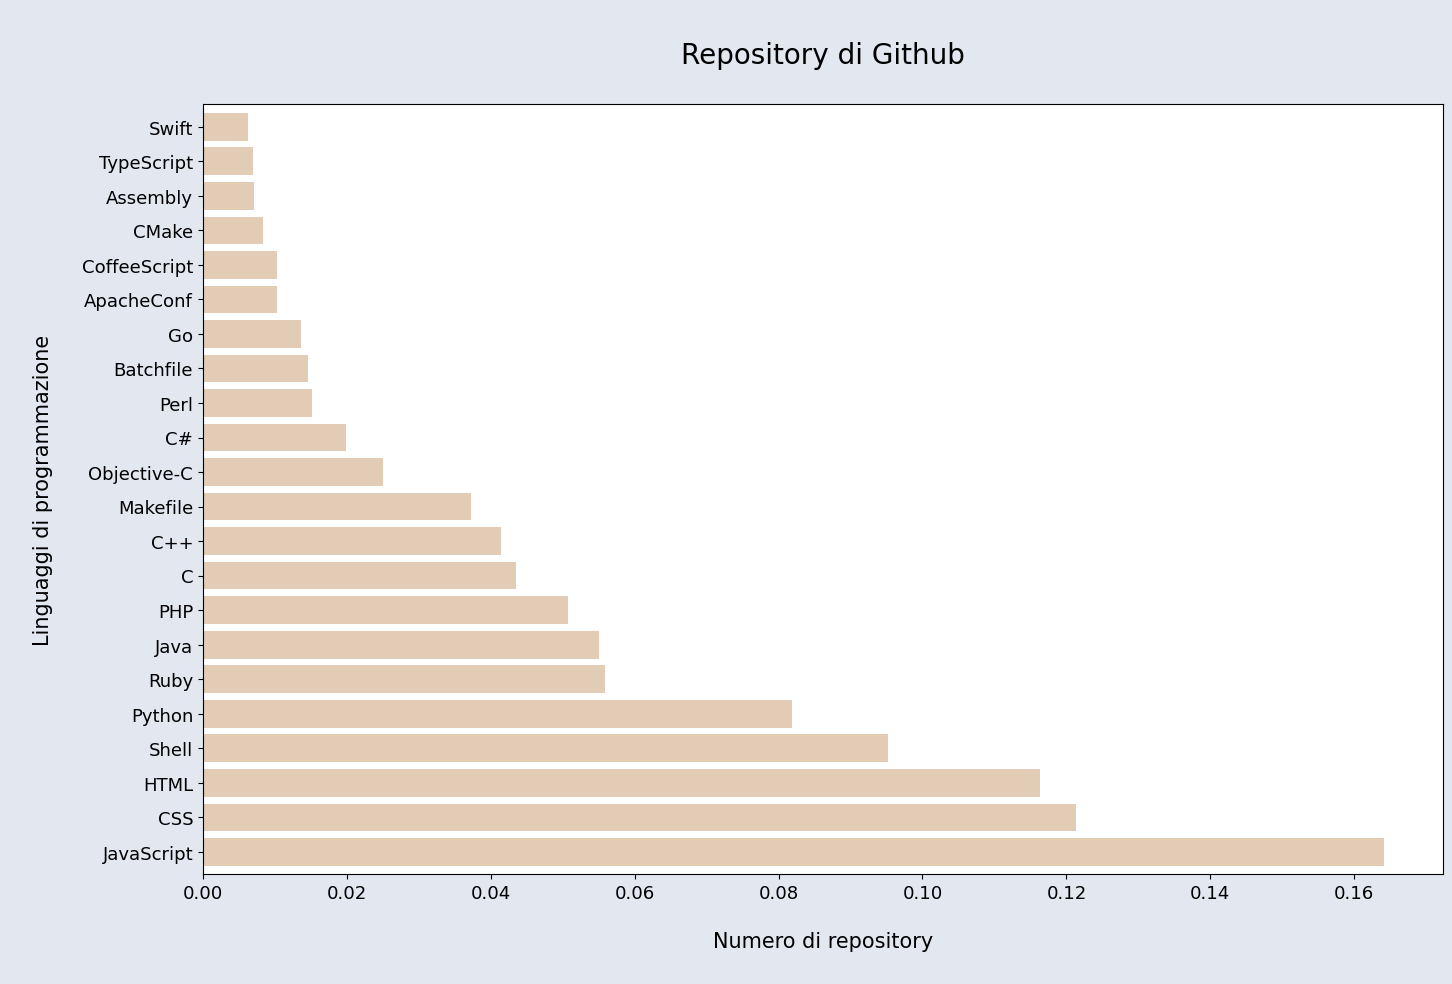 Repository di Github
Linguaggi di programmazione
Swift
TypeScript
Assembly
CMake
CoffeeScript
ApacheConf
Go
Batchfile
Perl
C#
Objective-C
Makefile
C++
C
PHP
Java
Ruby
Python
Shell
HTML
CSS
JavaScript
0.00 0.02 0.04 0.06 0.08 0.10 0.12 0.14 0.16
Numero di repository